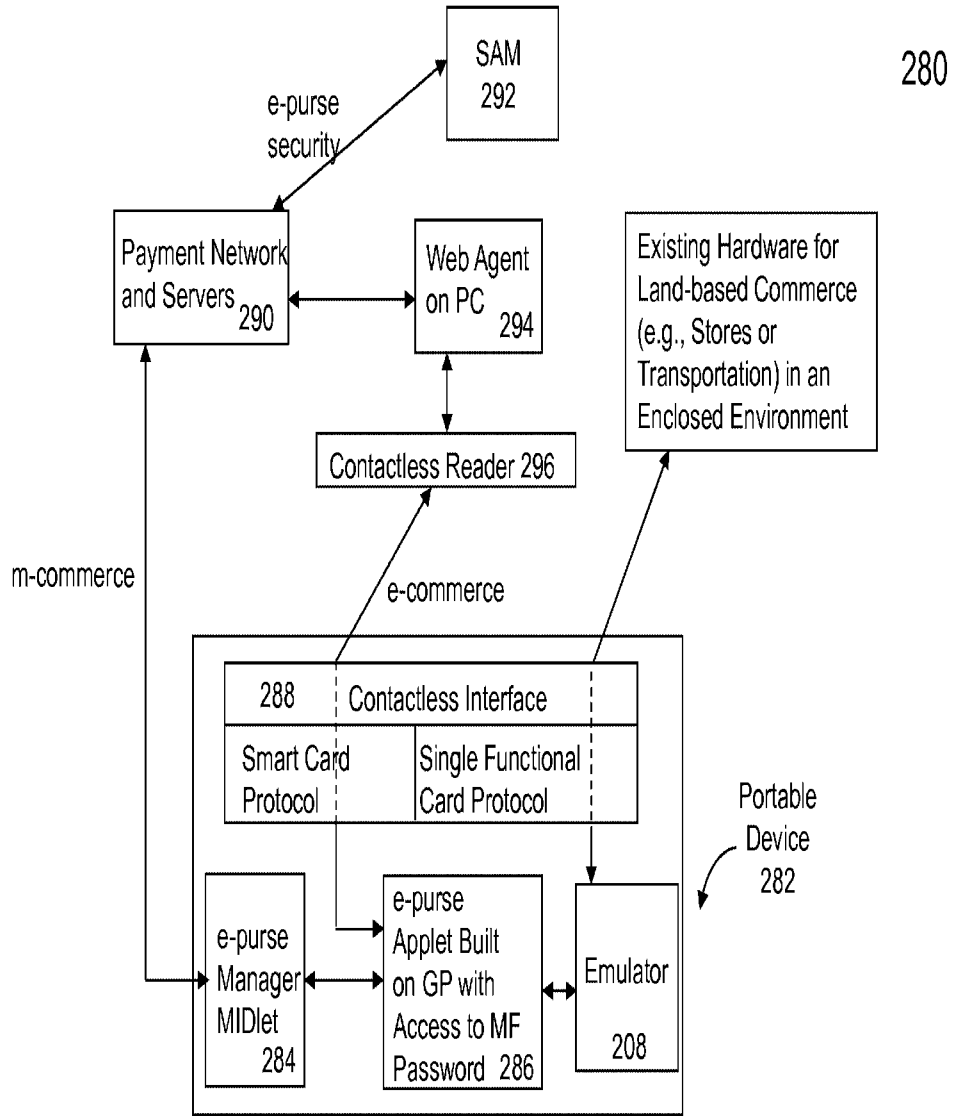 SAM
292
280
e-purse
security
Payment Network
and Servers
290
Web Agent
on PC
294
Existing Hardware for
Land-based Commerce
(e.g., Stores or
Transportation) in an
Enclosed Environment
Contactless Reader 296
m-commerce
e-commerce
288 Contactless Interface
Smart Card
Protocol
Single Functional
Card Protocol
Portable
Device
282
e-purse
Manager
MIDlet
284
e-purse
Applet Built
on GP with
Access to MF
Password 286
Emulator
208